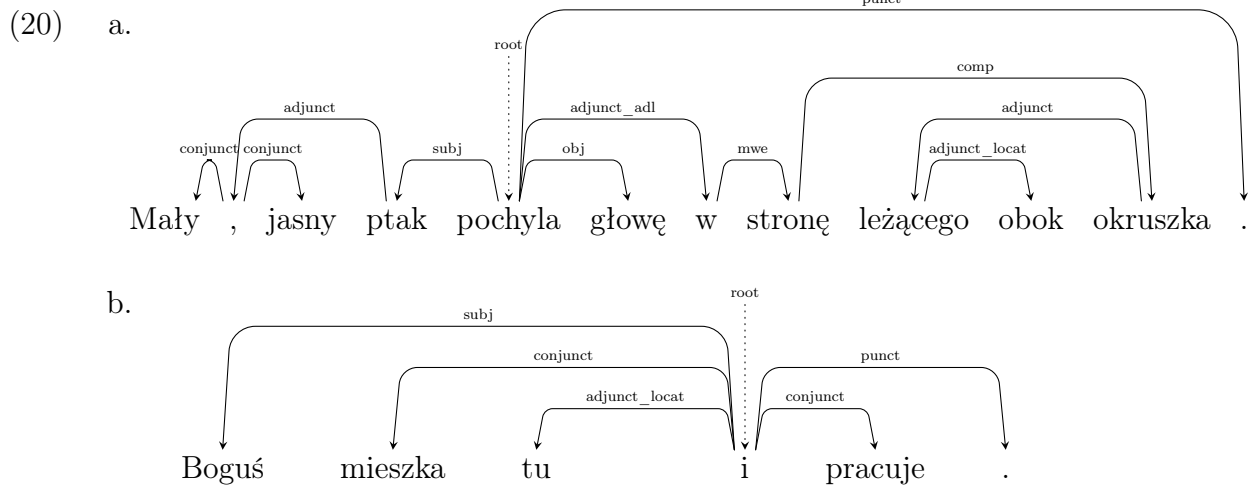 (20) a.
punct
root
comp
adjunct adjunct_adl adjunct
conjunct conjunct subj obj mwe adjunct_locat
Mały , jasny ptak pochyla głowę w stronę leżącego obok okruszka .
b.
root
subj
conjunct punct
adjunct_locat conjunct
Boguś mieszka tu i pracuje .